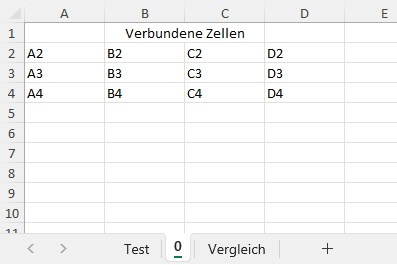 A B C D E
1 Verbundene Zellen
2 A2 B2 C2 D2
3 A3 B3 C3 D3
4 A4 B4 C4 D4
5
6
7
8
9
10
11
Test 0 Vergleich +